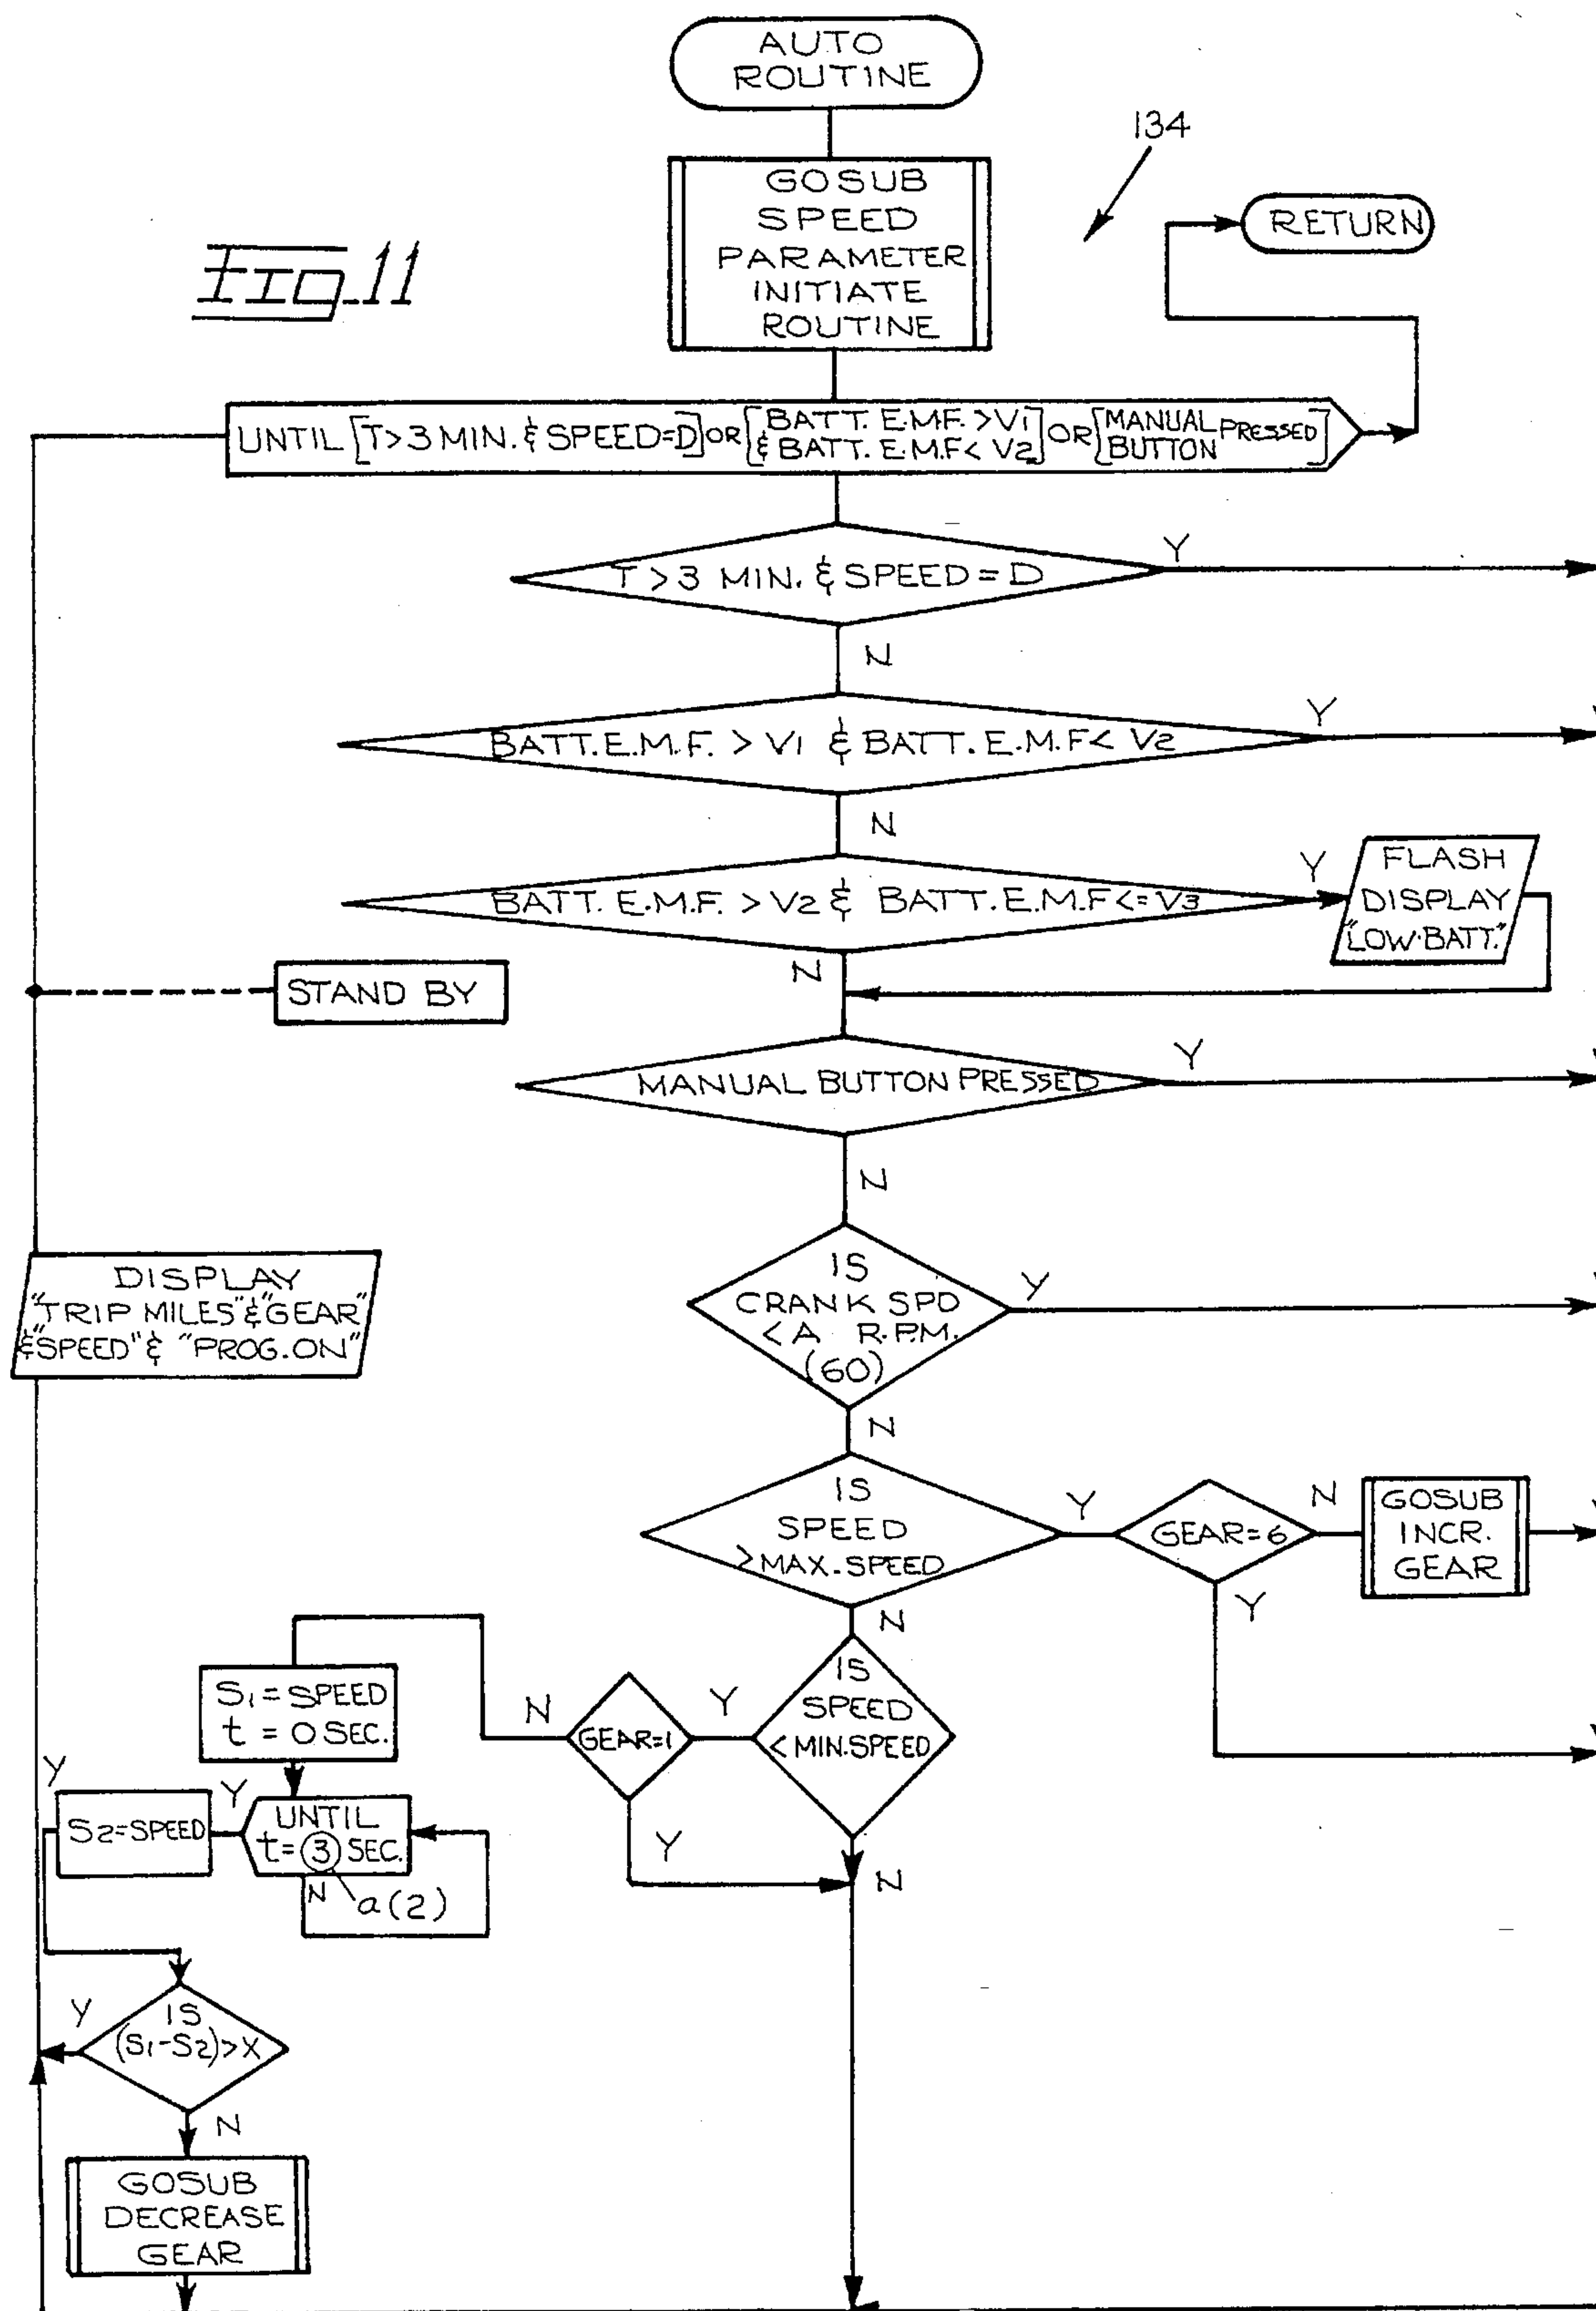 AUTO
ROUTINE
134
GOSUB
SPEED
PARAMETER
INITIATE
ROUTINE
RETURN
FIG.11
UNTIL [T>3 MIN. & SPEED=D] OR [BATT. E.M.F. >V1 & BATT. E.M.F< V2] OR [MANUAL BUTTON PRESSED]
Y
T > 3 MIN. & SPEED = D
N
Y
BATT.E.M.F. > V1 & BATT. E.M.F< V2
N
Y
FLASH
DISPLAY
"LOW·BATT."
BATT. E.M.F. > V2 & BATT.E.M.F <= V3
N
STAND BY
Y
MANUAL BUTTON PRESSED
N
DISPLAY
"TRIP MILES" & "GEAR"
& "SPEED" & "PROG.ON"
IS
CRANK SPD
< A R.P.M.
(60)
Y
N
IS
SPEED
>MAX.SPEED
Y
GEAR=6
N
GOSUB
INCR.
GEAR
Y
N
IS
SPEED
< MIN.SPEED
Y
GEAR=1
N
S1 = SPEED
t = 0 SEC.
Y
Y
S2=SPEED
UNTIL
t= 3 SEC.
N
a(2)
Y
N
Y
IS
(S1-S2)>X
N
GOSUB
DECREASE
GEAR